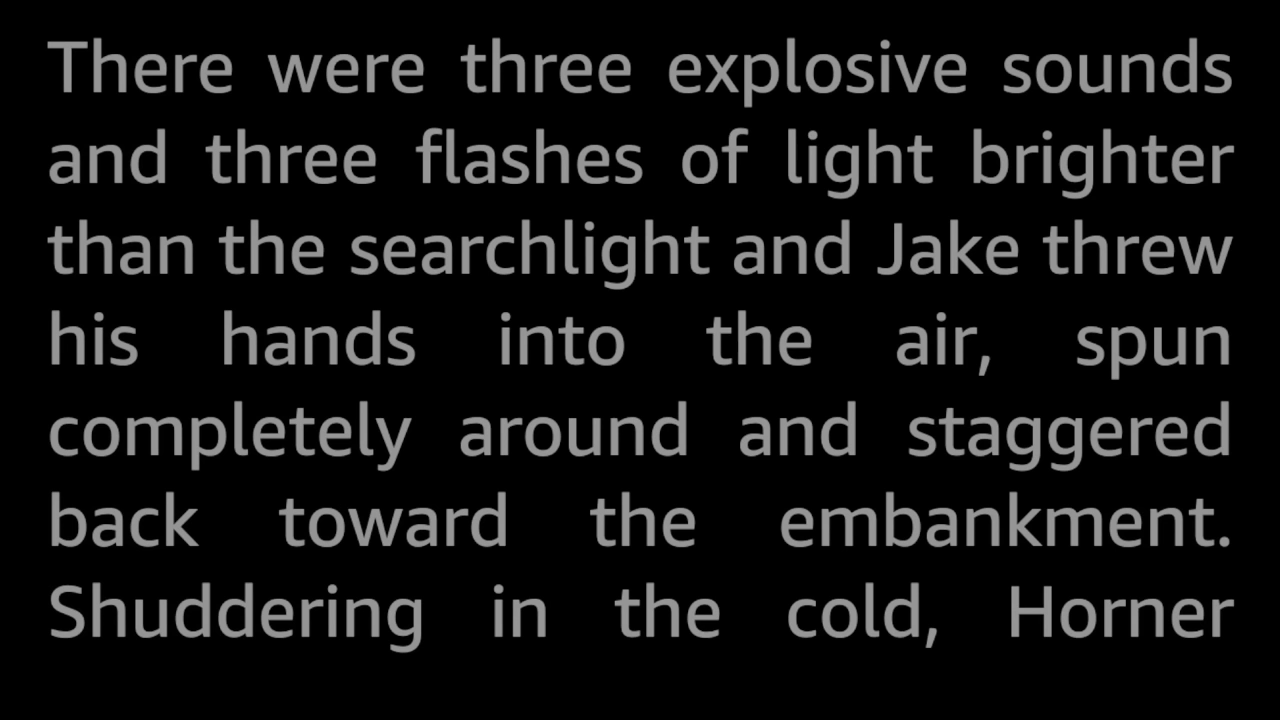 There were three explosive sounds
and three flashes of light brighter
than the searchlight and Jake threw
his hands into the air, spun
completely around and staggered
back toward the embankment.
Shuddering in the cold, Horner